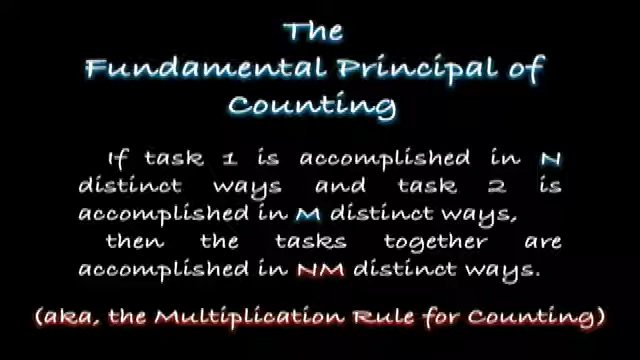 The
Fundamental Principal of
Counting
If task 1 is accomplished in N
distinct ways and task 2 is
accomplished in M distinct ways,
then the tasks together are
accomplished in NM distinct ways.
(aka, the Multiplication Rule for Counting)